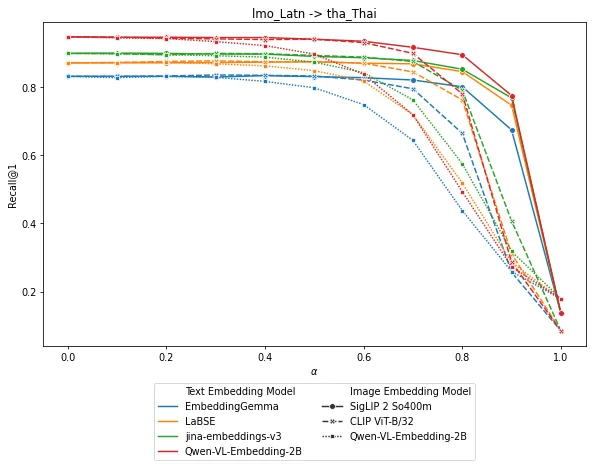 lmo_Latn -> tha_Thai
0.8
0.6
0.4
0.2
Recall@1
0.0 0.2 0.4 0.6 0.8 1.0
α
Text Embedding Model
EmbeddingGemma
LaBSE
jina-embeddings-v3
Qwen-VL-Embedding-2B
Image Embedding Model
SigLIP 2 So400m
CLIP ViT-B/32
Qwen-VL-Embedding-2B